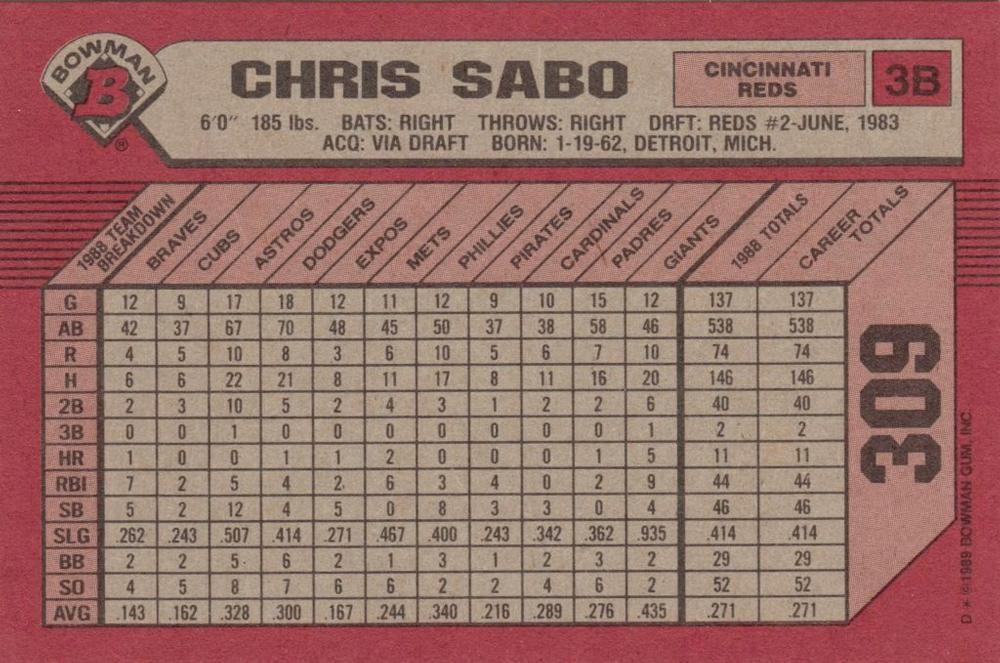 BOWMAN
B
®
CHRIS SABO
CINCINNATI
REDS
3B
6'0" 185 lbs. BATS: RIGHT THROWS: RIGHT DRFT: REDS #2-JUNE, 1983
ACQ: VIA DRAFT BORN: 1-19-62, DETROIT, MICH.
1988 TEAM BREAKDOWN BRAVES CUBS ASTROS DODGERS EXPOS METS PHILLIES PIRATES CARDINALS PADRES GIANTS 1988 TOTALS CAREER TOTALS
G 12 9 17 18 12 11 12 9 10 15 12 137 137
AB 42 37 67 70 48 45 50 37 38 58 46 538 538
R 4 5 10 8 3 6 10 5 6 7 10 74 74
H 6 6 22 21 8 11 17 8 11 16 20 146 146
2B 2 3 10 5 2 4 3 1 2 2 6 40 40
3B 0 0 1 0 0 0 0 0 0 0 1 2 2
HR 1 0 0 1 1 2 0 0 0 1 5 11 11
RBI 7 2 5 4 2 6 3 4 0 2 9 44 44
SB 5 2 12 4 5 0 8 3 3 0 4 46 46
SLG .262 .243 .507 .414 .271 .467 .400 .243 .342 .362 .935 .414 .414
BB 2 2 5 6 2 1 3 1 2 3 2 29 29
SO 4 5 8 7 6 6 2 2 4 6 2 52 52
AVG .143 .162 .328 .300 .167 .244 .340 .216 .289 .276 .435 .271 .271
309
D * © 1989 BOWMAN GUM, INC.